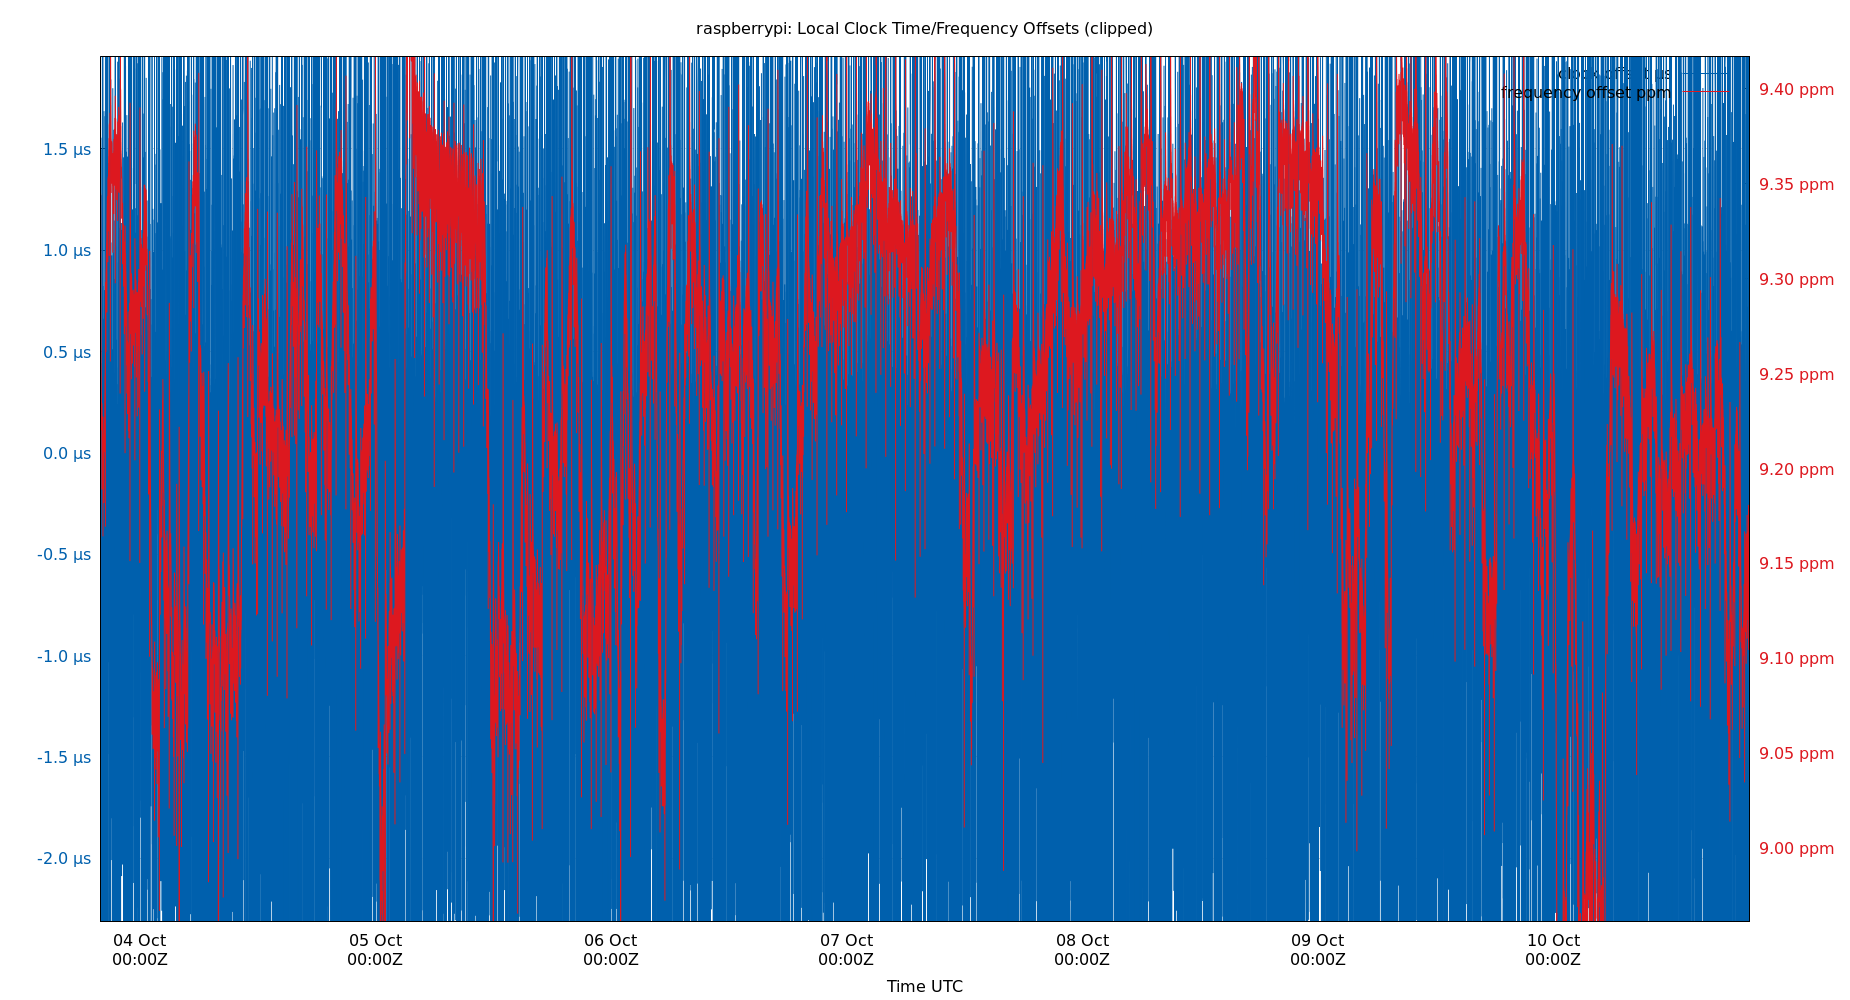 raspberrypi: Local Clock Time/Frequency Offsets (clipped)
clock offset µs
frequency offset ppm
1.5 µs
1.0 µs
0.5 µs
0.0 µs
-0.5 µs
-1.0 µs
-1.5 µs
-2.0 µs
9.40 ppm
9.35 ppm
9.30 ppm
9.25 ppm
9.20 ppm
9.15 ppm
9.10 ppm
9.05 ppm
9.00 ppm
04 Oct 05 Oct 06 Oct 07 Oct 08 Oct 09 Oct 10 Oct
00:00Z 00:00Z 00:00Z 00:00Z 00:00Z 00:00Z 00:00Z
Time UTC